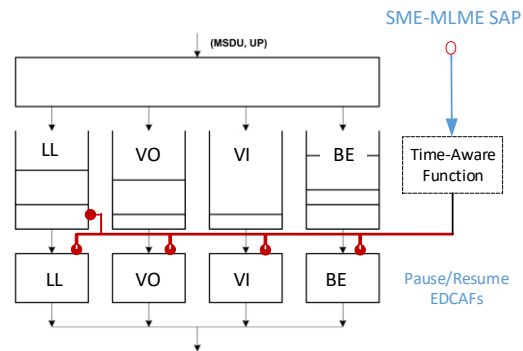 SME-MLME SAP
(MSDU, UP)
LL
VO
VI
BE
Time-Aware
Function
LL
VO
VI
BE
Pause/Resume
EDCAFs